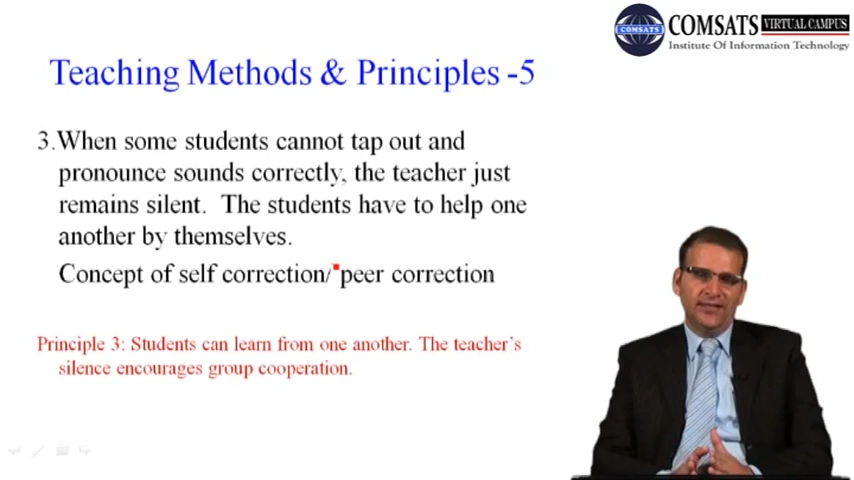 COMSATS VIRTUAL CAMPUS
COMSATS
Institute Of Information Technology
Teaching Methods & Principles -5
3.When some students cannot tap out and
pronounce sounds correctly, the teacher just
remains silent. The students have to help one
another by themselves.
Concept of self correction/ peer correction
Principle 3: Students can learn from one another. The teacher's
silence encourages group cooperation.